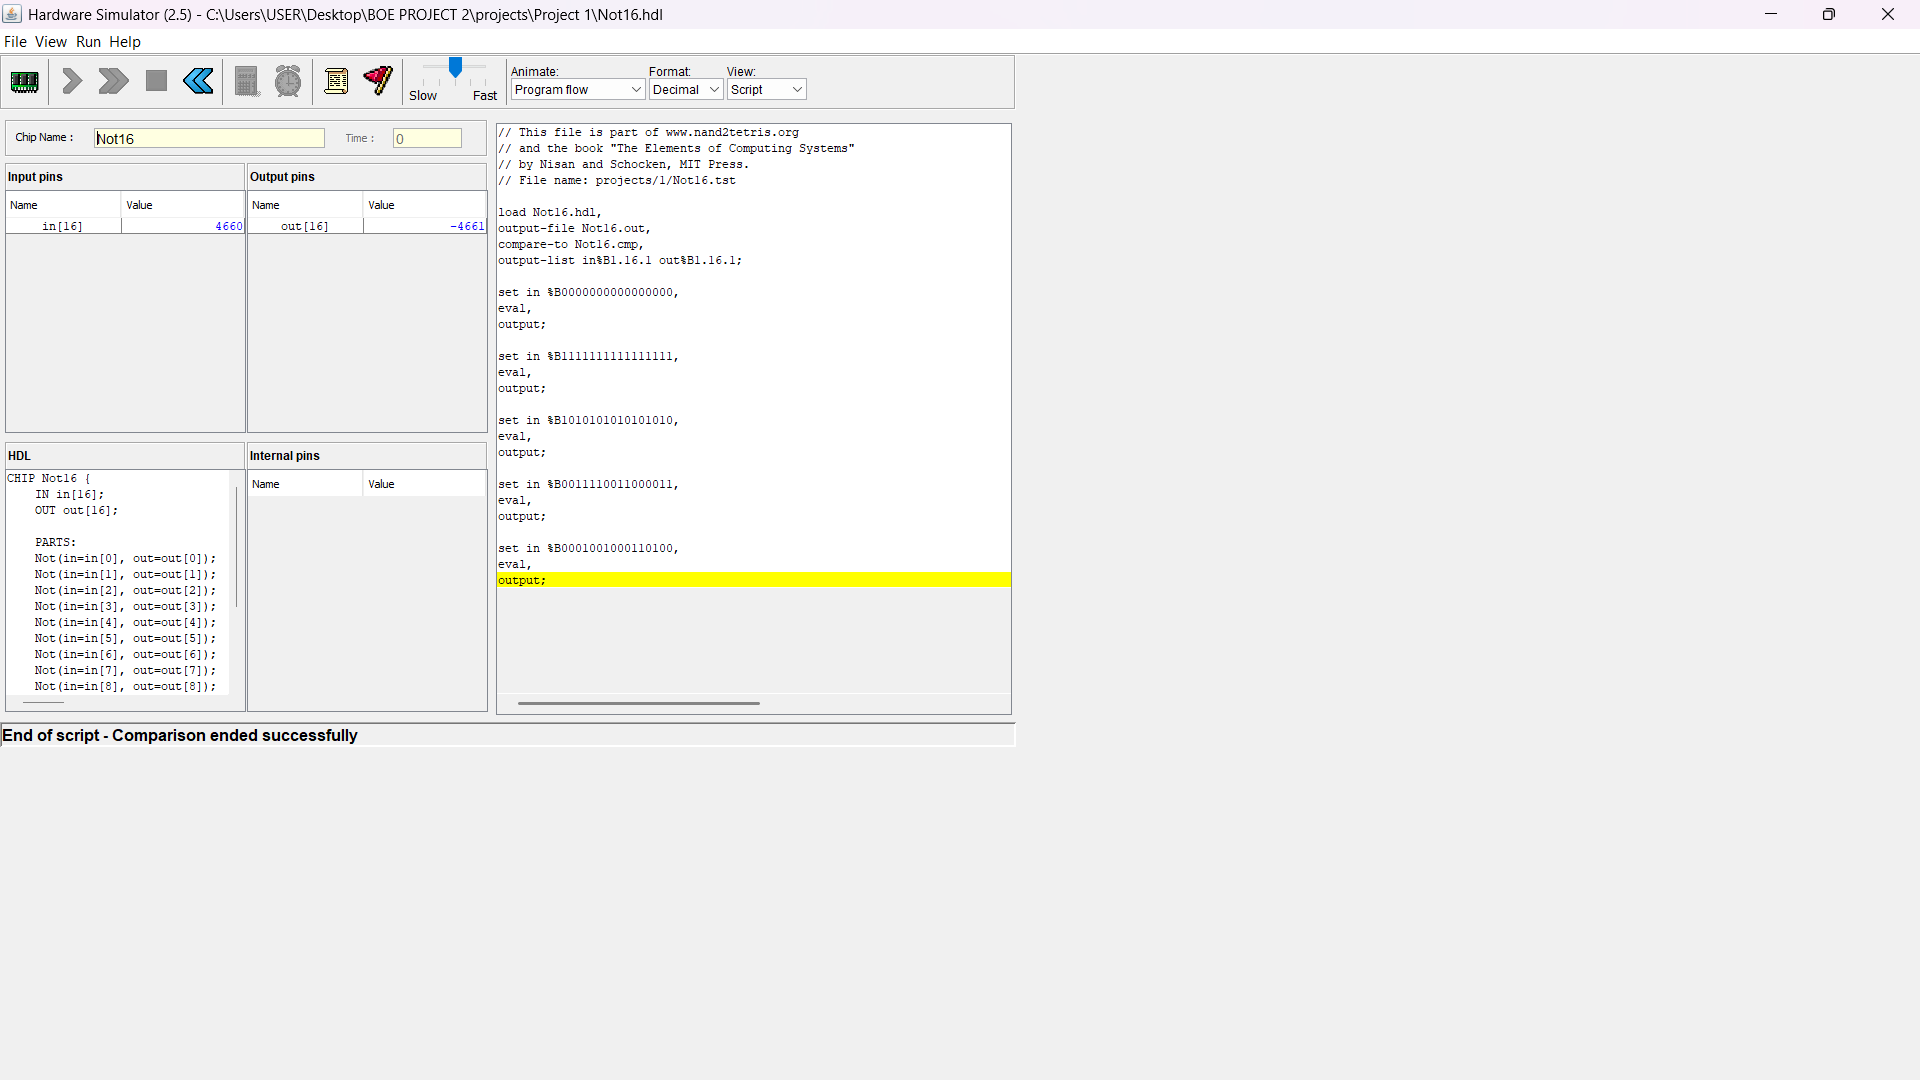 Hardware Simulator (2.5) - C:\Users\USER\Desktop\BOE PROJECT 2\projects\Project 1\Not16.hdl
File View Run Help
Slow Fast
Animate: Format: View:
Program flow Decimal Script
Chip Name : Not16 Time : 0
Input pins
Name Value
in[16] 4660
Output pins
Name Value
out[16] -4661
HDL
CHIP Not16 {
IN in[16];
OUT out[16];
PARTS:
Not(in=in[0], out=out[0]);
Not(in=in[1], out=out[1]);
Not(in=in[2], out=out[2]);
Not(in=in[3], out=out[3]);
Not(in=in[4], out=out[4]);
Not(in=in[5], out=out[5]);
Not(in=in[6], out=out[6]);
Not(in=in[7], out=out[7]);
Not(in=in[8], out=out[8]);
Internal pins
Name Value
// This file is part of www.nand2tetris.org
// and the book "The Elements of Computing Systems"
// by Nisan and Schocken, MIT Press.
// File name: projects/1/Not16.tst
load Not16.hdl,
output-file Not16.out,
compare-to Not16.cmp,
output-list in%B1.16.1 out%B1.16.1;
set in %B0000000000000000,
eval,
output;
set in %B1111111111111111,
eval,
output;
set in %B1010101010101010,
eval,
output;
set in %B0011110011000011,
eval,
output;
set in %B0001001000110100,
eval,
output;
End of script - Comparison ended successfully